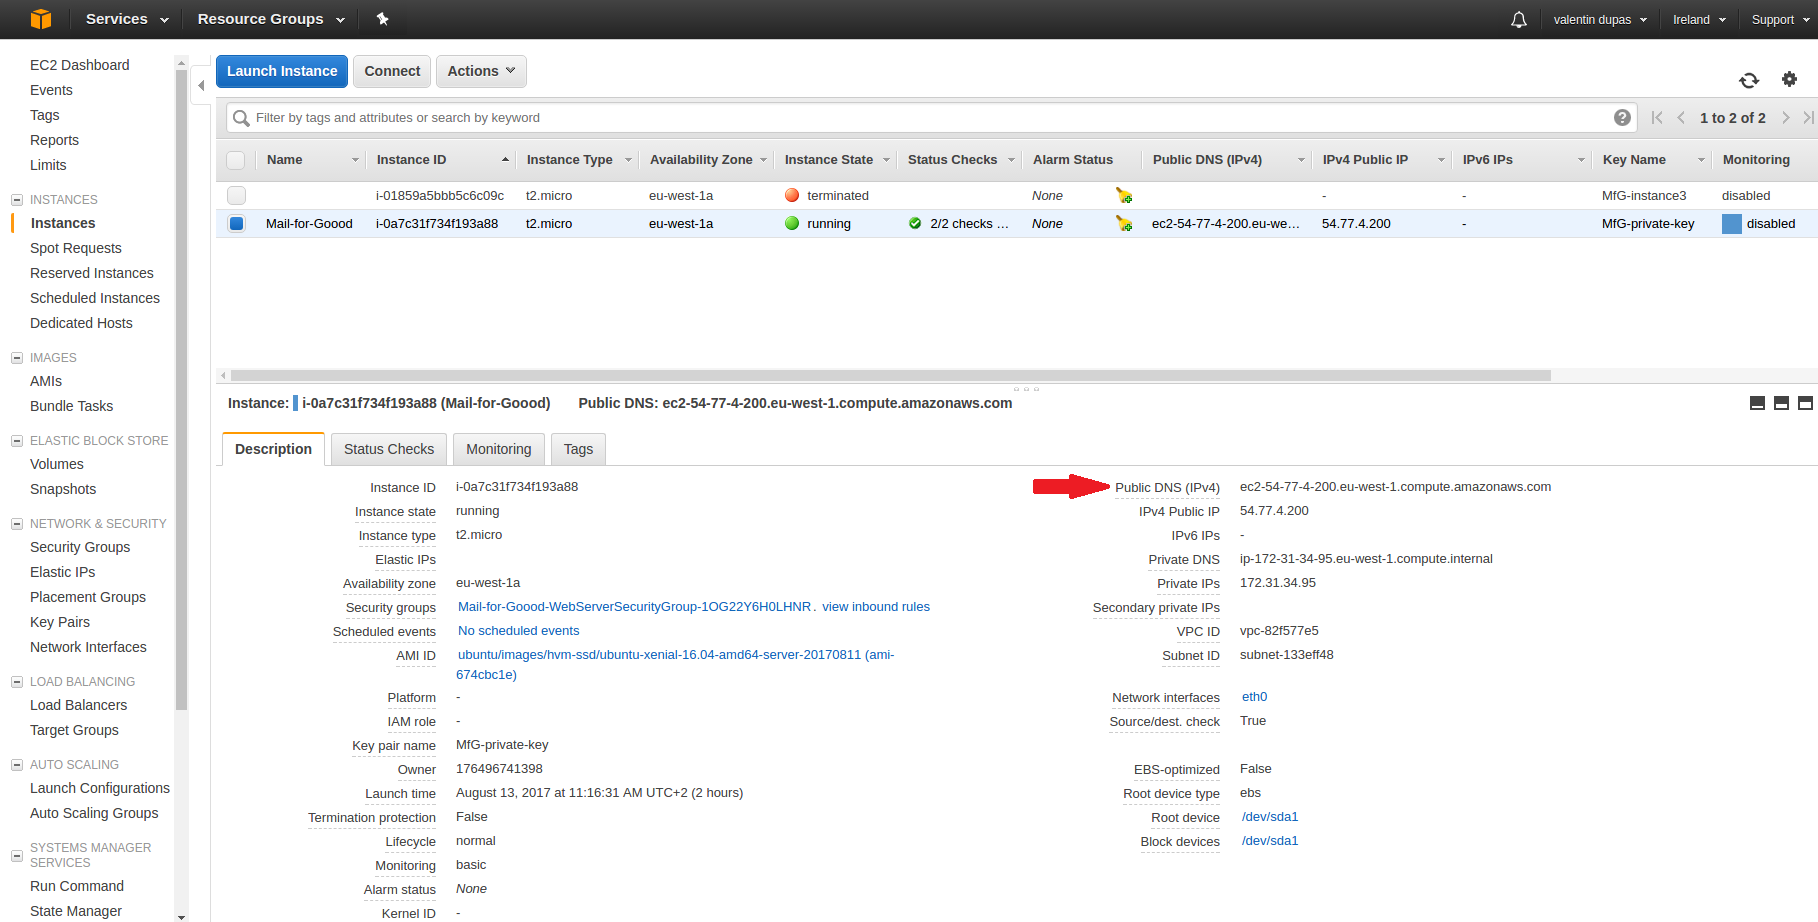 Services Resource Groups valentin dupas Ireland Support
EC2 Dashboard
Events
Tags
Reports
Limits
INSTANCES
Instances
Spot Requests
Reserved Instances
Scheduled Instances
Dedicated Hosts
IMAGES
AMIs
Bundle Tasks
ELASTIC BLOCK STORE
Volumes
Snapshots
NETWORK & SECURITY
Security Groups
Elastic IPs
Placement Groups
Key Pairs
Network Interfaces
LOAD BALANCING
Load Balancers
Target Groups
AUTO SCALING
Launch Configurations
Auto Scaling Groups
SYSTEMS MANAGER
SERVICES
Run Command
State Manager
Launch Instance Connect Actions
Filter by tags and attributes or search by keyword ? 1 to 2 of 2
Name Instance ID Instance Type Availability Zone Instance State Status Checks Alarm Status Public DNS (IPv4) IPv4 Public IP IPv6 IPs Key Name Monitoring
i-01859a5bbb5c6c09c t2.micro eu-west-1a terminated None - - MfG-instance3 disabled
Mail-for-Goood i-0a7c31f734f193a88 t2.micro eu-west-1a running 2/2 checks ... None ec2-54-77-4-200.eu-we... 54.77.4.200 - MfG-private-key disabled
Instance: i-0a7c31f734f193a88 (Mail-for-Goood) Public DNS: ec2-54-77-4-200.eu-west-1.compute.amazonaws.com
Description Status Checks Monitoring Tags
Instance ID i-0a7c31f734f193a88
Instance state running
Instance type t2.micro
Elastic IPs
Availability zone eu-west-1a
Security groups Mail-for-Goood-WebServerSecurityGroup-1OG22Y6H0LHNR. view inbound rules
Scheduled events No scheduled events
AMI ID ubuntu/images/hvm-ssd/ubuntu-xenial-16.04-amd64-server-20170811 (ami-
674cbc1e)
Platform -
IAM role -
Key pair name MfG-private-key
Owner 176496741398
Launch time August 13, 2017 at 11:16:31 AM UTC+2 (2 hours)
Termination protection False
Lifecycle normal
Monitoring basic
Alarm status None
Kernel ID -
Public DNS (IPv4) ec2-54-77-4-200.eu-west-1.compute.amazonaws.com
IPv4 Public IP 54.77.4.200
IPv6 IPs -
Private DNS ip-172-31-34-95.eu-west-1.compute.internal
Private IPs 172.31.34.95
Secondary private IPs
VPC ID vpc-82f577e5
Subnet ID subnet-133eff48
Network interfaces eth0
Source/dest. check True
EBS-optimized False
Root device type ebs
Root device /dev/sda1
Block devices /dev/sda1